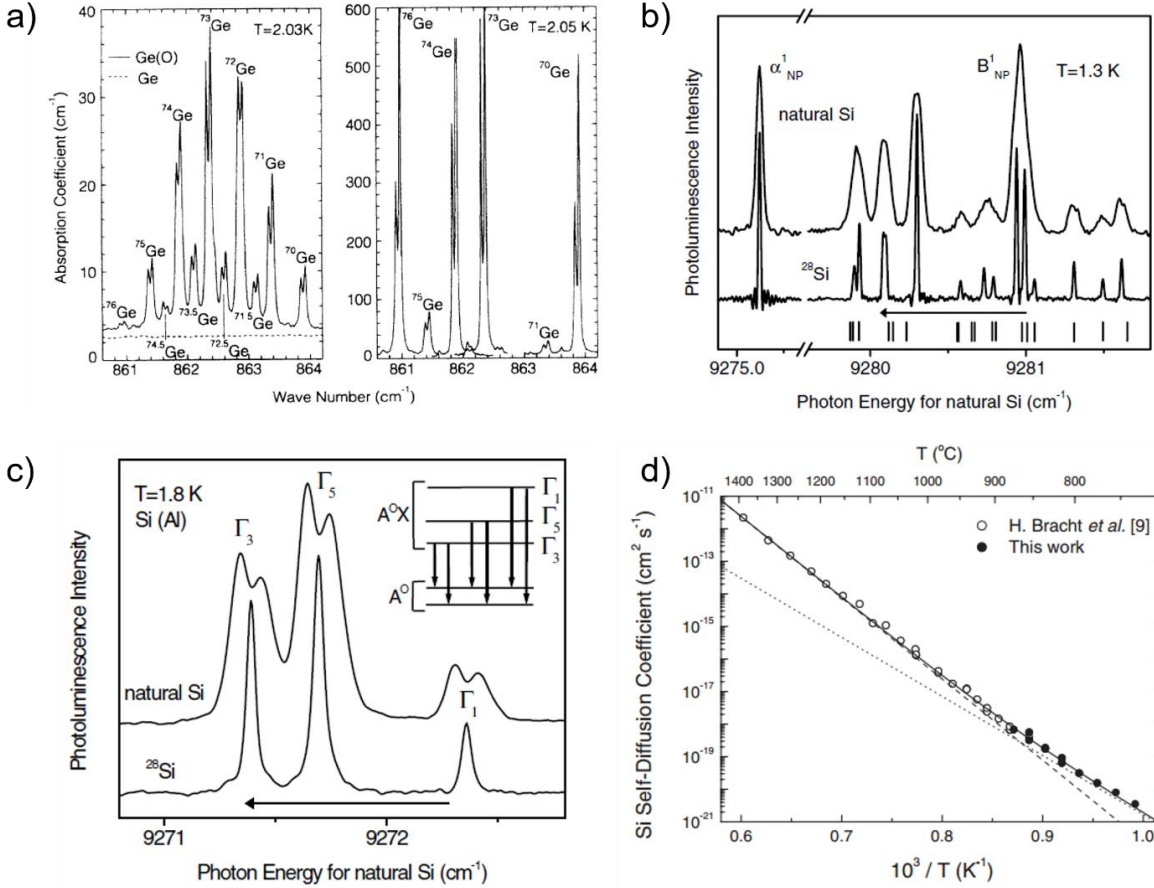 a)
T=2.03K
Ge(O)
Ge
⁷⁶Ge
⁷⁵Ge
⁷⁴Ge
⁷⁴·⁵Ge
⁷³·⁵Ge
⁷³Ge
⁷²·⁵Ge
⁷²Ge
⁷¹·⁵Ge
⁷¹Ge
⁷⁰Ge
Absorption Coefficient (cm⁻¹)
40
30
20
10
0
861 862 863 864
T=2.05 K
⁷⁶Ge
⁷⁵Ge
⁷⁴Ge
⁷³Ge
⁷¹Ge
⁷⁰Ge
600
500
400
300
200
100
0
861 862 863 864
Wave Number (cm⁻¹)
b)
α¹NP
B¹NP
T=1.3 K
natural Si
²⁸Si
Photoluminescence Intensity
9275.0 9280 9281
Photon Energy for natural Si (cm⁻¹)
c)
T=1.8 K
Si (Al)
Γ₃
Γ₅
Γ₁
A⁰X
A⁰
Γ₁
Γ₅
Γ₃
natural Si
²⁸Si
Photoluminescence Intensity
9271 9272
Photon Energy for natural Si (cm⁻¹)
d)
T (°C)
1400 1300 1200 1100 1000 900 800
H. Bracht et al. [9]
This work
Si Self-Diffusion Coefficient (cm² s⁻¹)
10⁻¹¹
10⁻¹³
10⁻¹⁵
10⁻¹⁷
10⁻¹⁹
10⁻²¹
0.6 0.7 0.8 0.9 1.0
10³ / T (K⁻¹)